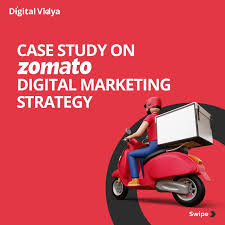 Digital Vidya
CASE STUDY ON
zomato
DIGITAL MARKETING
STRATEGY
Swipe